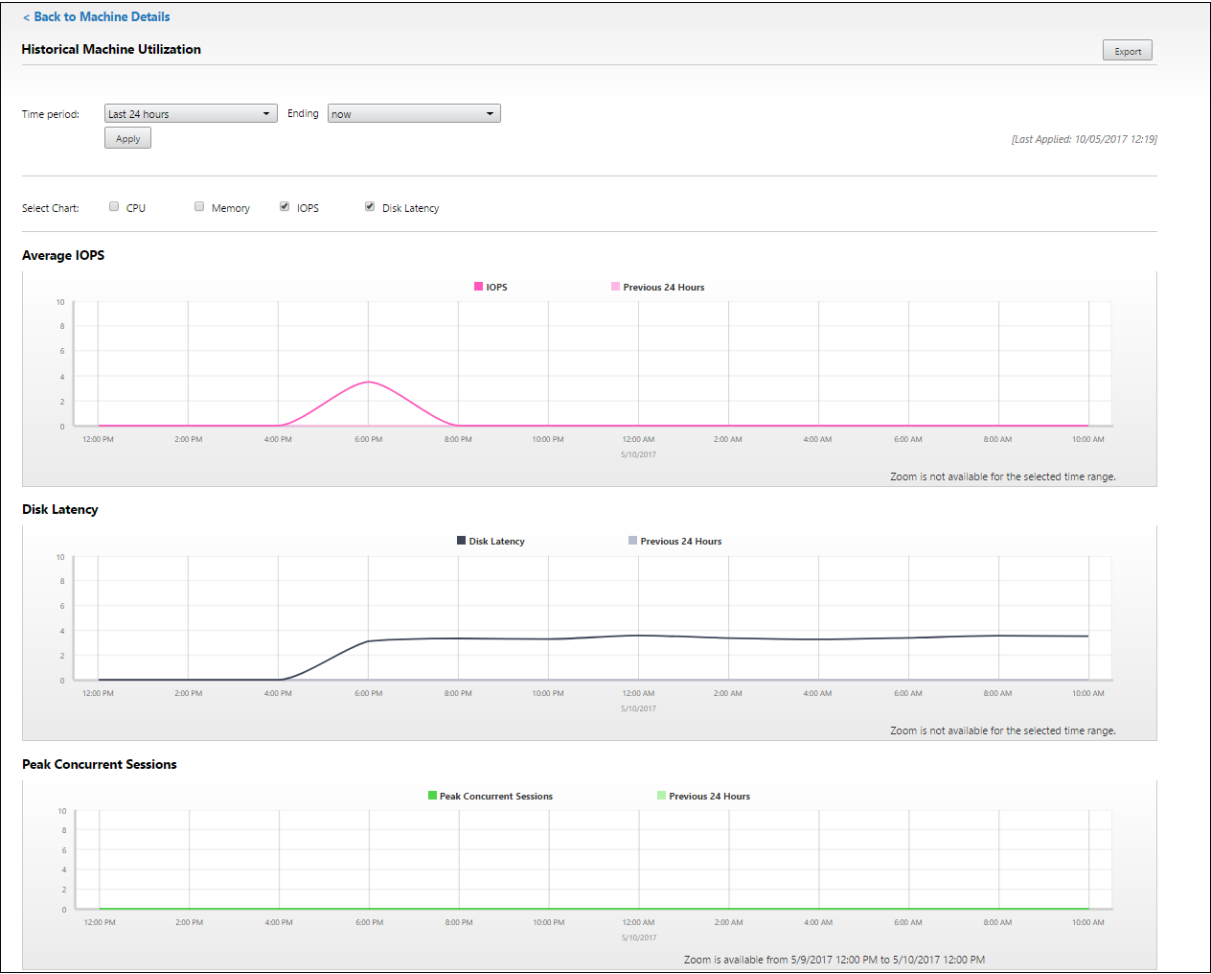 < Back to Machine Details
Historical Machine Utilization
Export
Time period: Last 24 hours Ending now
Apply
[Last Applied: 10/05/2017 12:19]
Select Chart: CPU Memory IOPS Disk Latency
Average IOPS
IOPS Previous 24 Hours
10
8
6
4
2
0
12:00 PM 2:00 PM 4:00 PM 6:00 PM 8:00 PM 10:00 PM 12:00 AM 2:00 AM 4:00 AM 6:00 AM 8:00 AM 10:00 AM
5/10/2017
Zoom is not available for the selected time range.
Disk Latency
Disk Latency Previous 24 Hours
10
8
6
4
2
0
12:00 PM 2:00 PM 4:00 PM 6:00 PM 8:00 PM 10:00 PM 12:00 AM 2:00 AM 4:00 AM 6:00 AM 8:00 AM 10:00 AM
5/10/2017
Zoom is not available for the selected time range.
Peak Concurrent Sessions
Peak Concurrent Sessions Previous 24 Hours
10
8
6
4
2
0
12:00 PM 2:00 PM 4:00 PM 6:00 PM 8:00 PM 10:00 PM 12:00 AM 2:00 AM 4:00 AM 6:00 AM 8:00 AM 10:00 AM
5/10/2017
Zoom is available from 5/9/2017 12:00 PM to 5/10/2017 12:00 PM